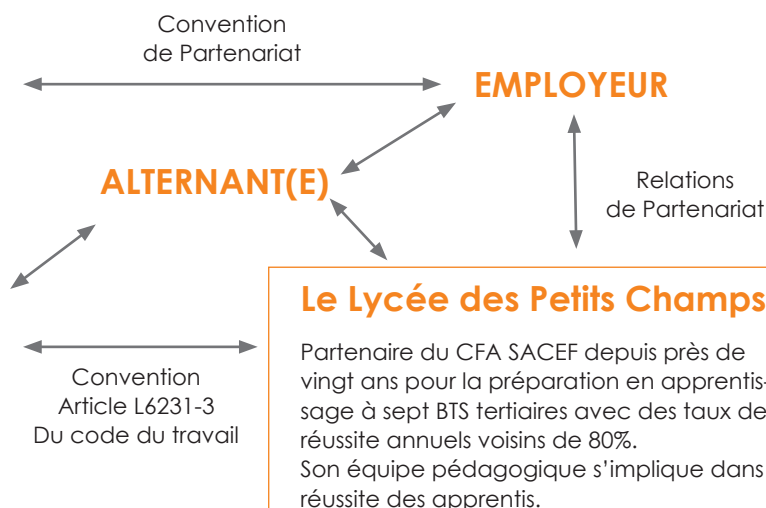 Convention
de Partenariat
EMPLOYEUR
ALTERNANT(E)
Relations
de Partenariat
Le Lycée des Petits Champs
Convention
Article L6231-3
Du code du travail
Partenaire du CFA SACEF depuis près de
vingt ans pour la préparation en apprentis-
sage à sept BTS tertiaires avec des taux de
réussite annuels voisins de 80%.
Son équipe pédagogique s’implique dans
réussite des apprentis.